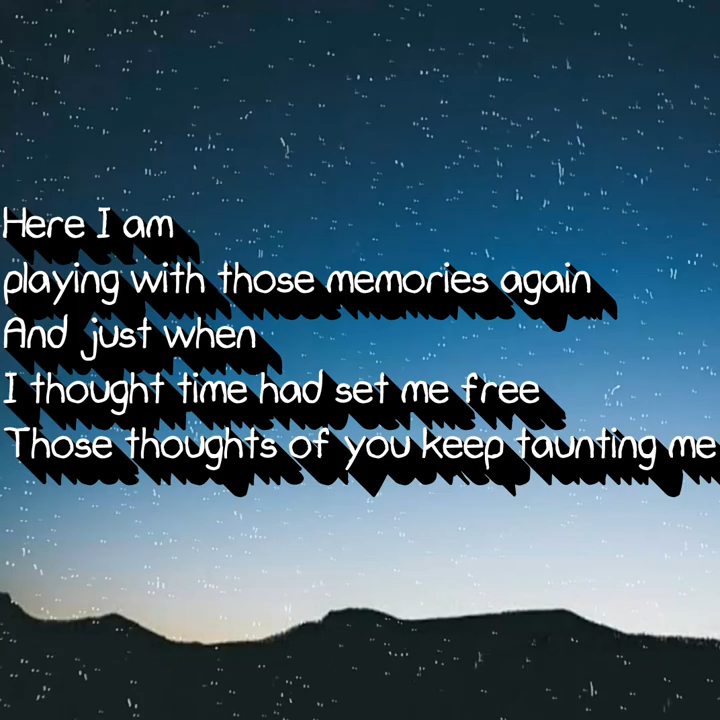 Here I am
playing with those memories again
And just when
I thought time had set me free
Those thoughts of you keep taunting me